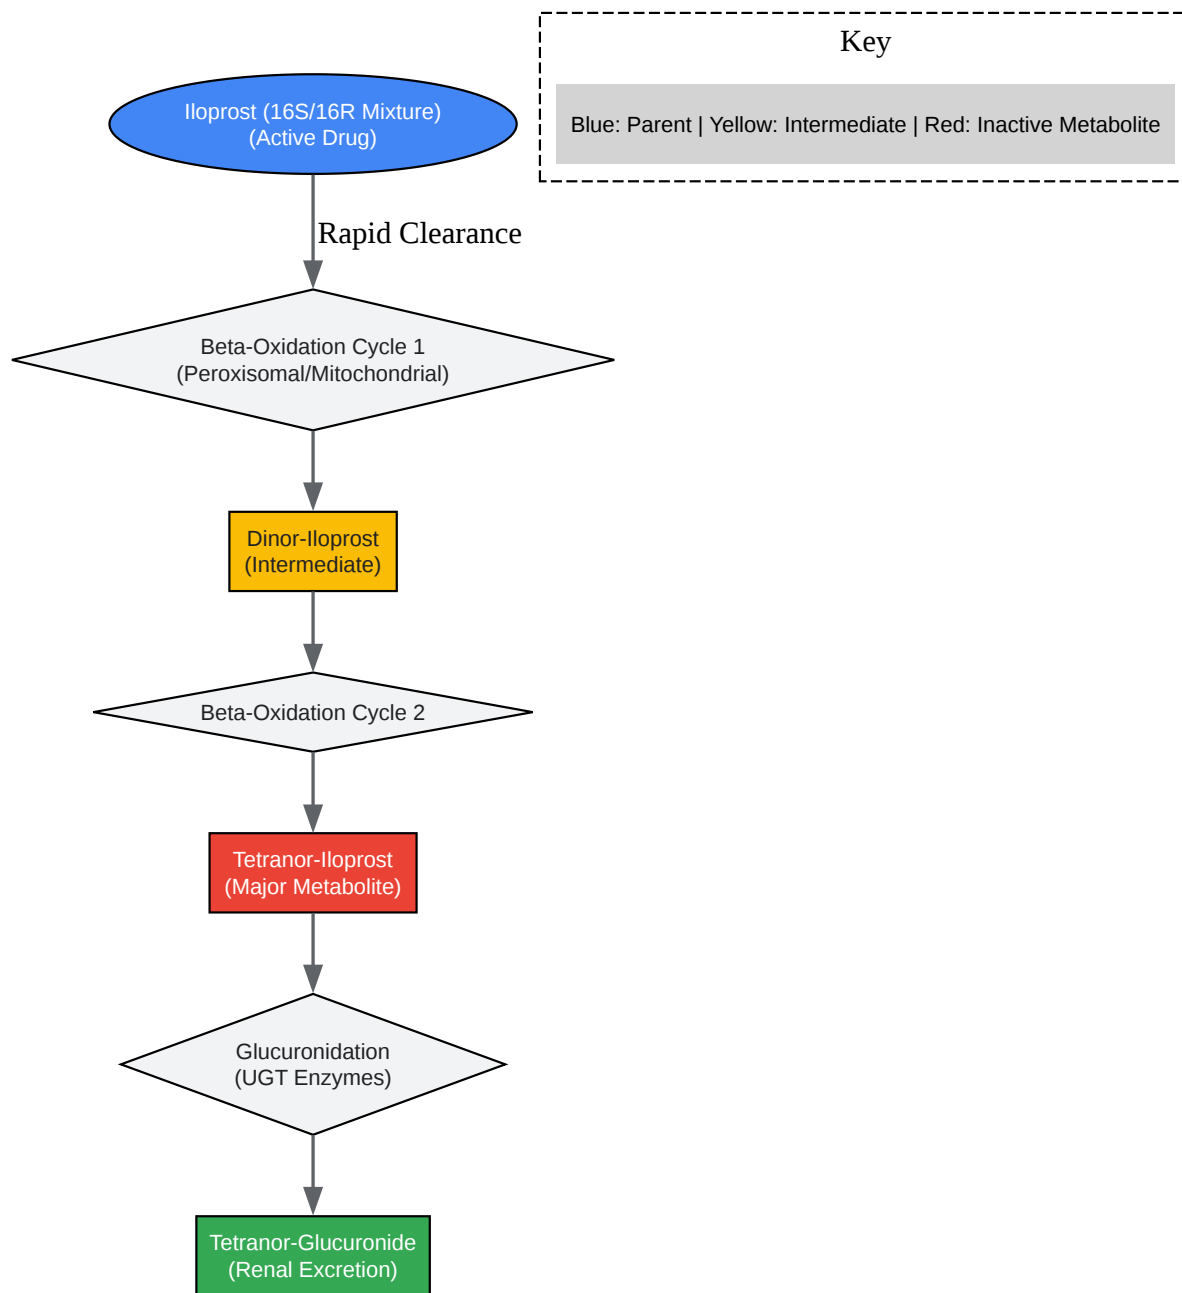 Key
Blue: Parent | Yellow: Intermediate | Red: Inactive Metabolite
Iloprost (16S/16R Mixture)
(Active Drug)
Rapid Clearance
Beta-Oxidation Cycle 1
(Peroxisomal/Mitochondrial)
Dinor-Iloprost
(Intermediate)
Beta-Oxidation Cycle 2
Tetranor-Iloprost
(Major Metabolite)
Glucuronidation
(UGT Enzymes)
Tetranor-Glucuronide
(Renal Excretion)